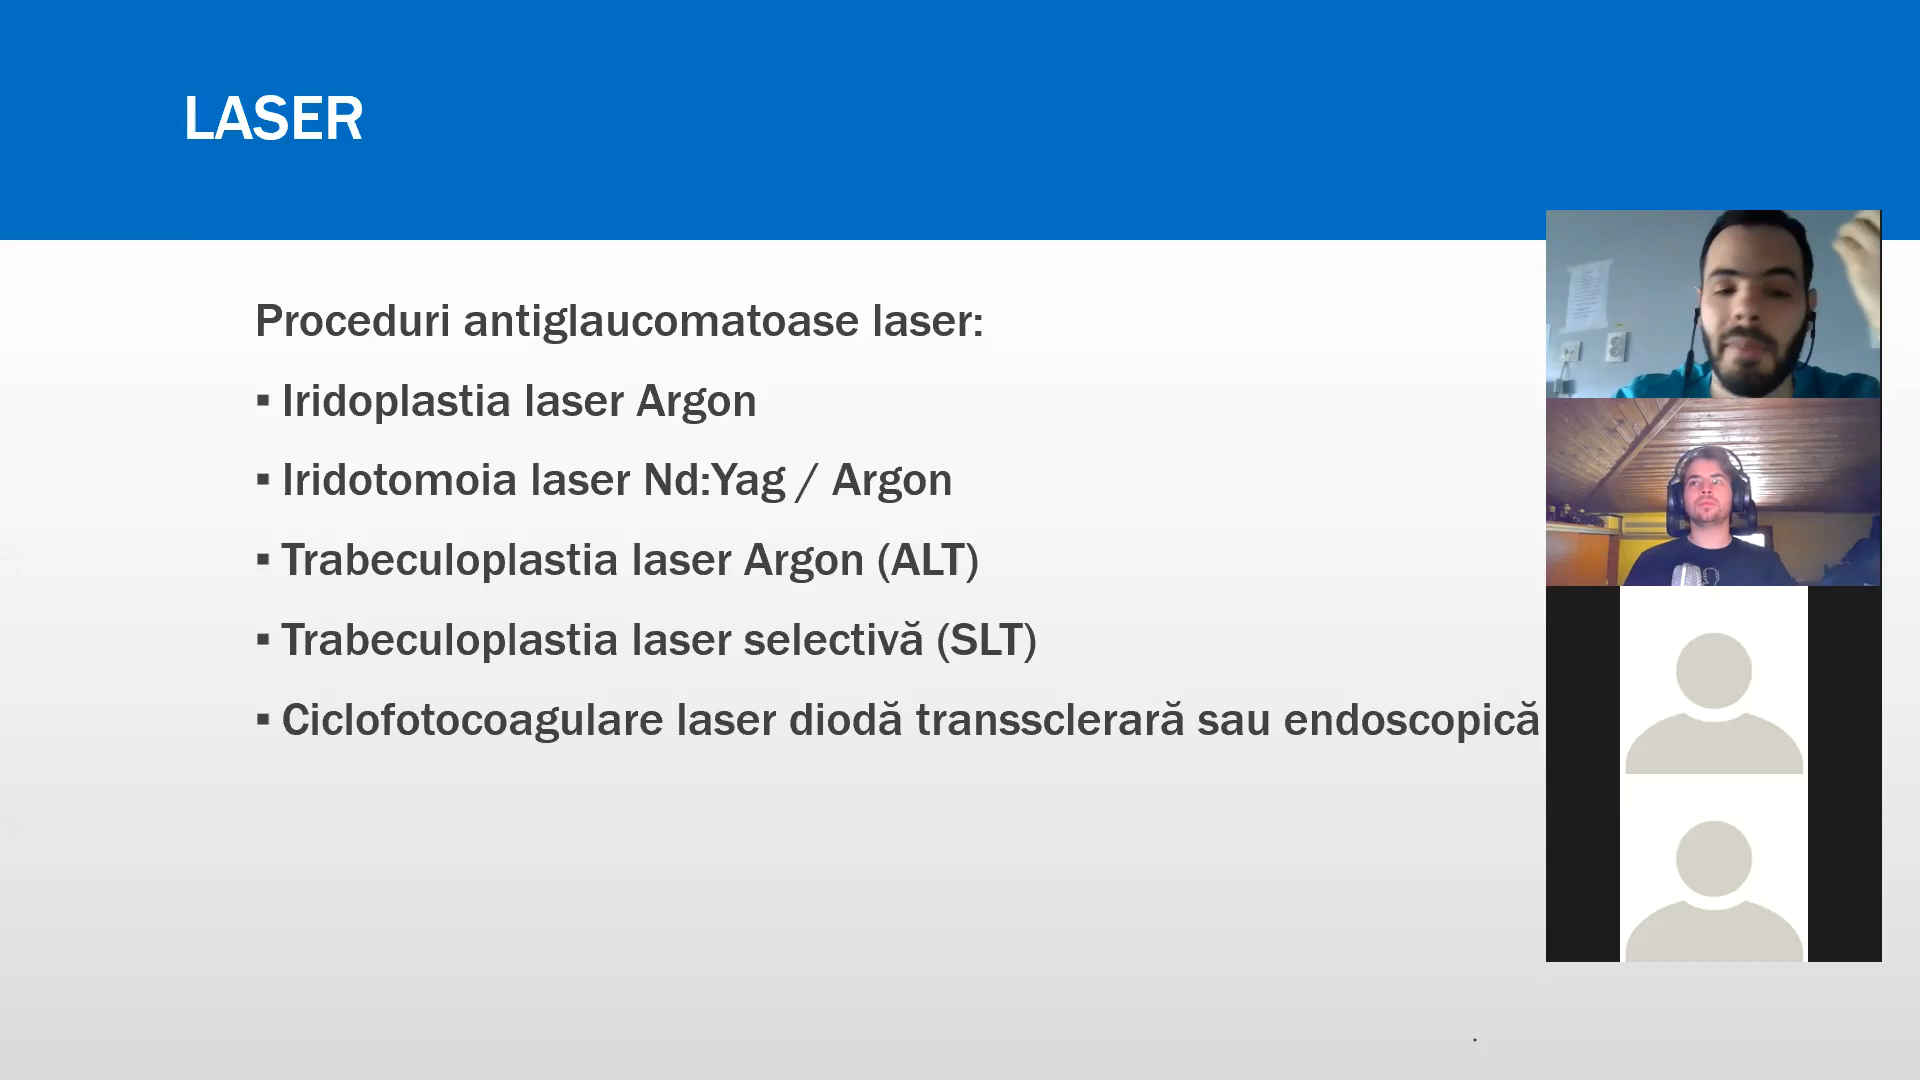 LASER
Proceduri antiglaucomatoase laser:
▪ Iridoplastia laser Argon
▪ Iridotomoia laser Nd:Yag / Argon
▪ Trabeculoplastia laser Argon (ALT)
▪ Trabeculoplastia laser selectivă (SLT)
▪ Ciclofotocoagulare laser diodă transsclerară sau endoscopică